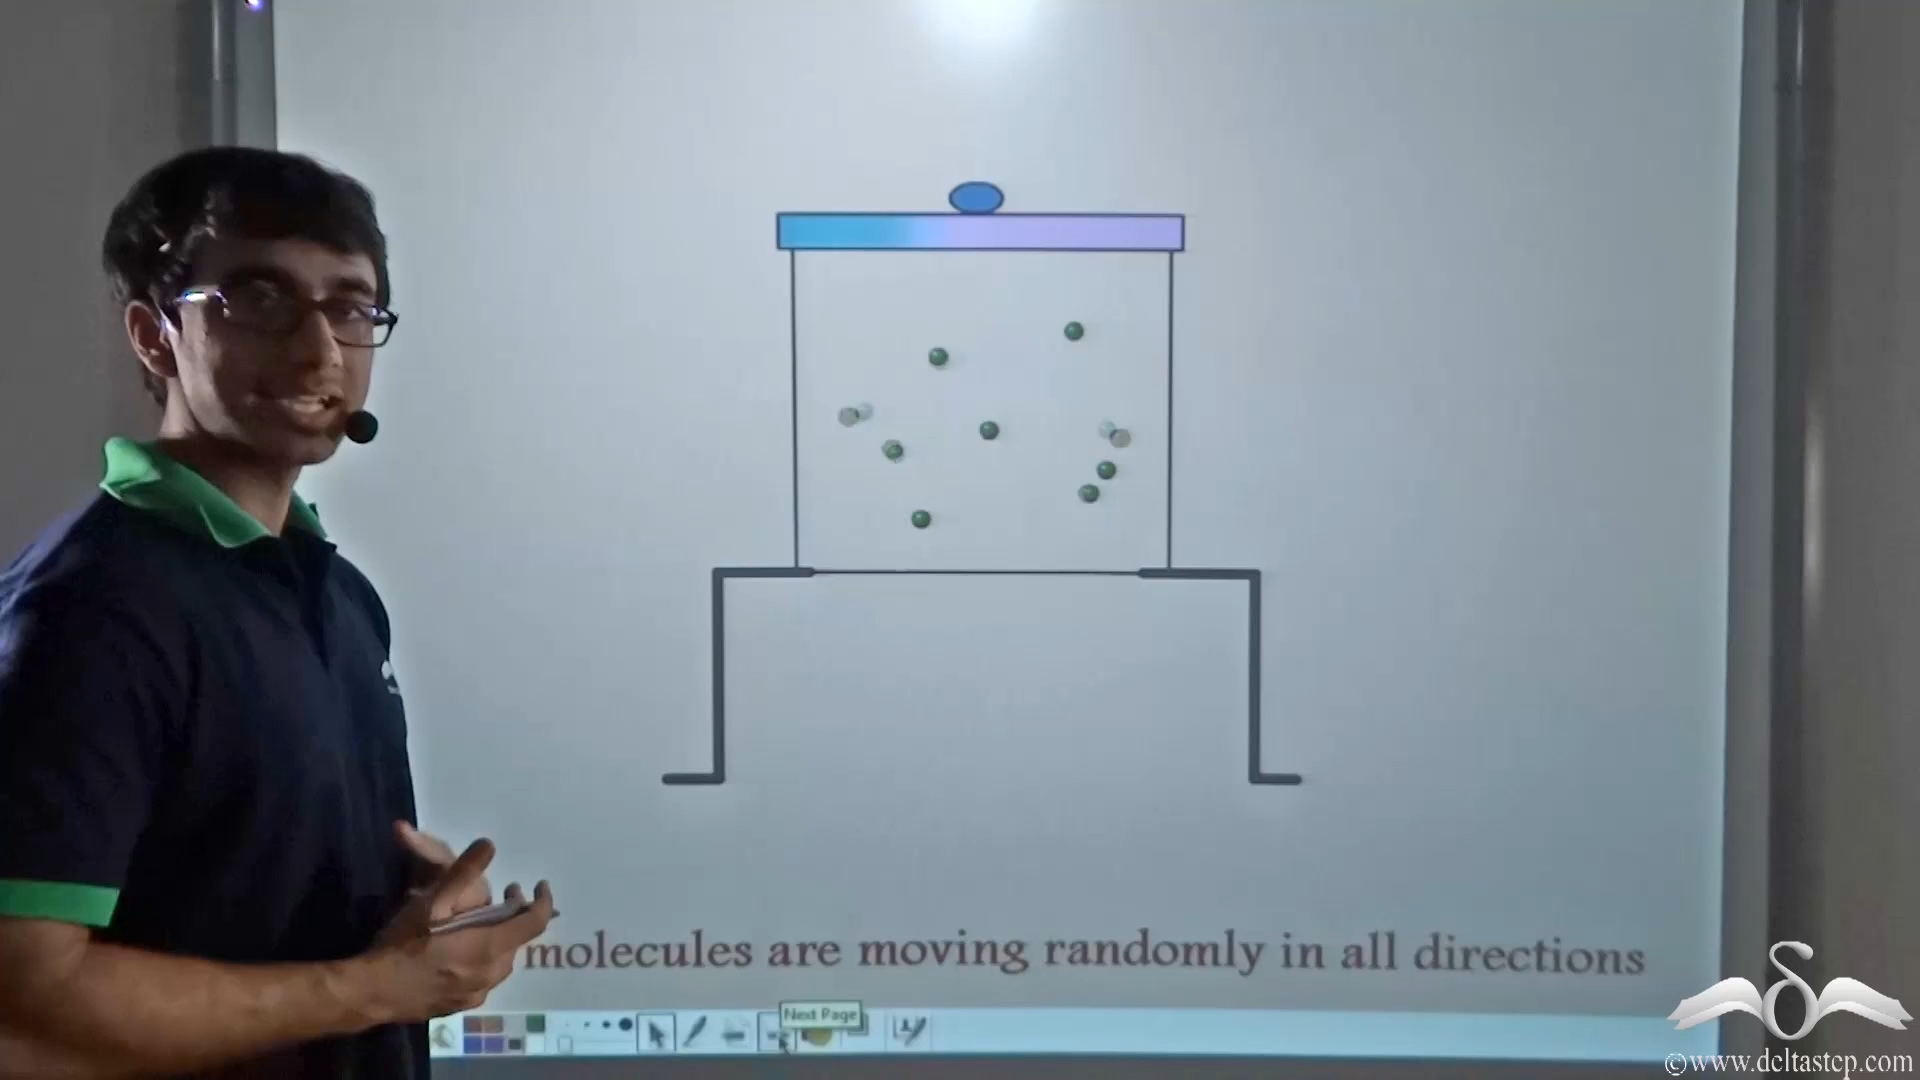 molecules are moving randomly in all directions
Next Page
©www.deltastep.com